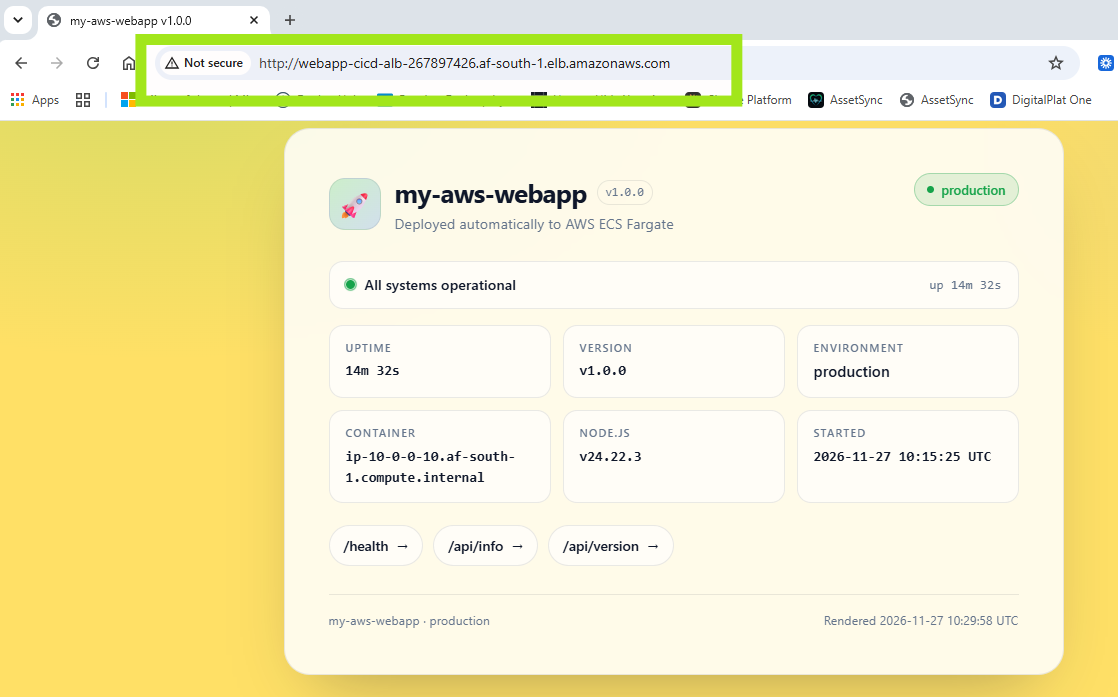 my-aws-webapp v1.0.0
Not secure
http://webapp-cicd-alb-267897426.af-south-1.elb.amazonaws.com
Apps
Platform
AssetSync
AssetSync
DigitalPlat One
my-aws-webapp v1.0.0
production
Deployed automatically to AWS ECS Fargate
All systems operational
up 14m 32s
UPTIME
14m 32s
VERSION
v1.0.0
ENVIRONMENT
production
CONTAINER
ip-10-0-0-10.af-south-
1.compute.internal
NODE.JS
v24.22.3
STARTED
2026-11-27 10:15:25 UTC
/health →
/api/info →
/api/version →
my-aws-webapp · production
Rendered 2026-11-27 10:29:58 UTC